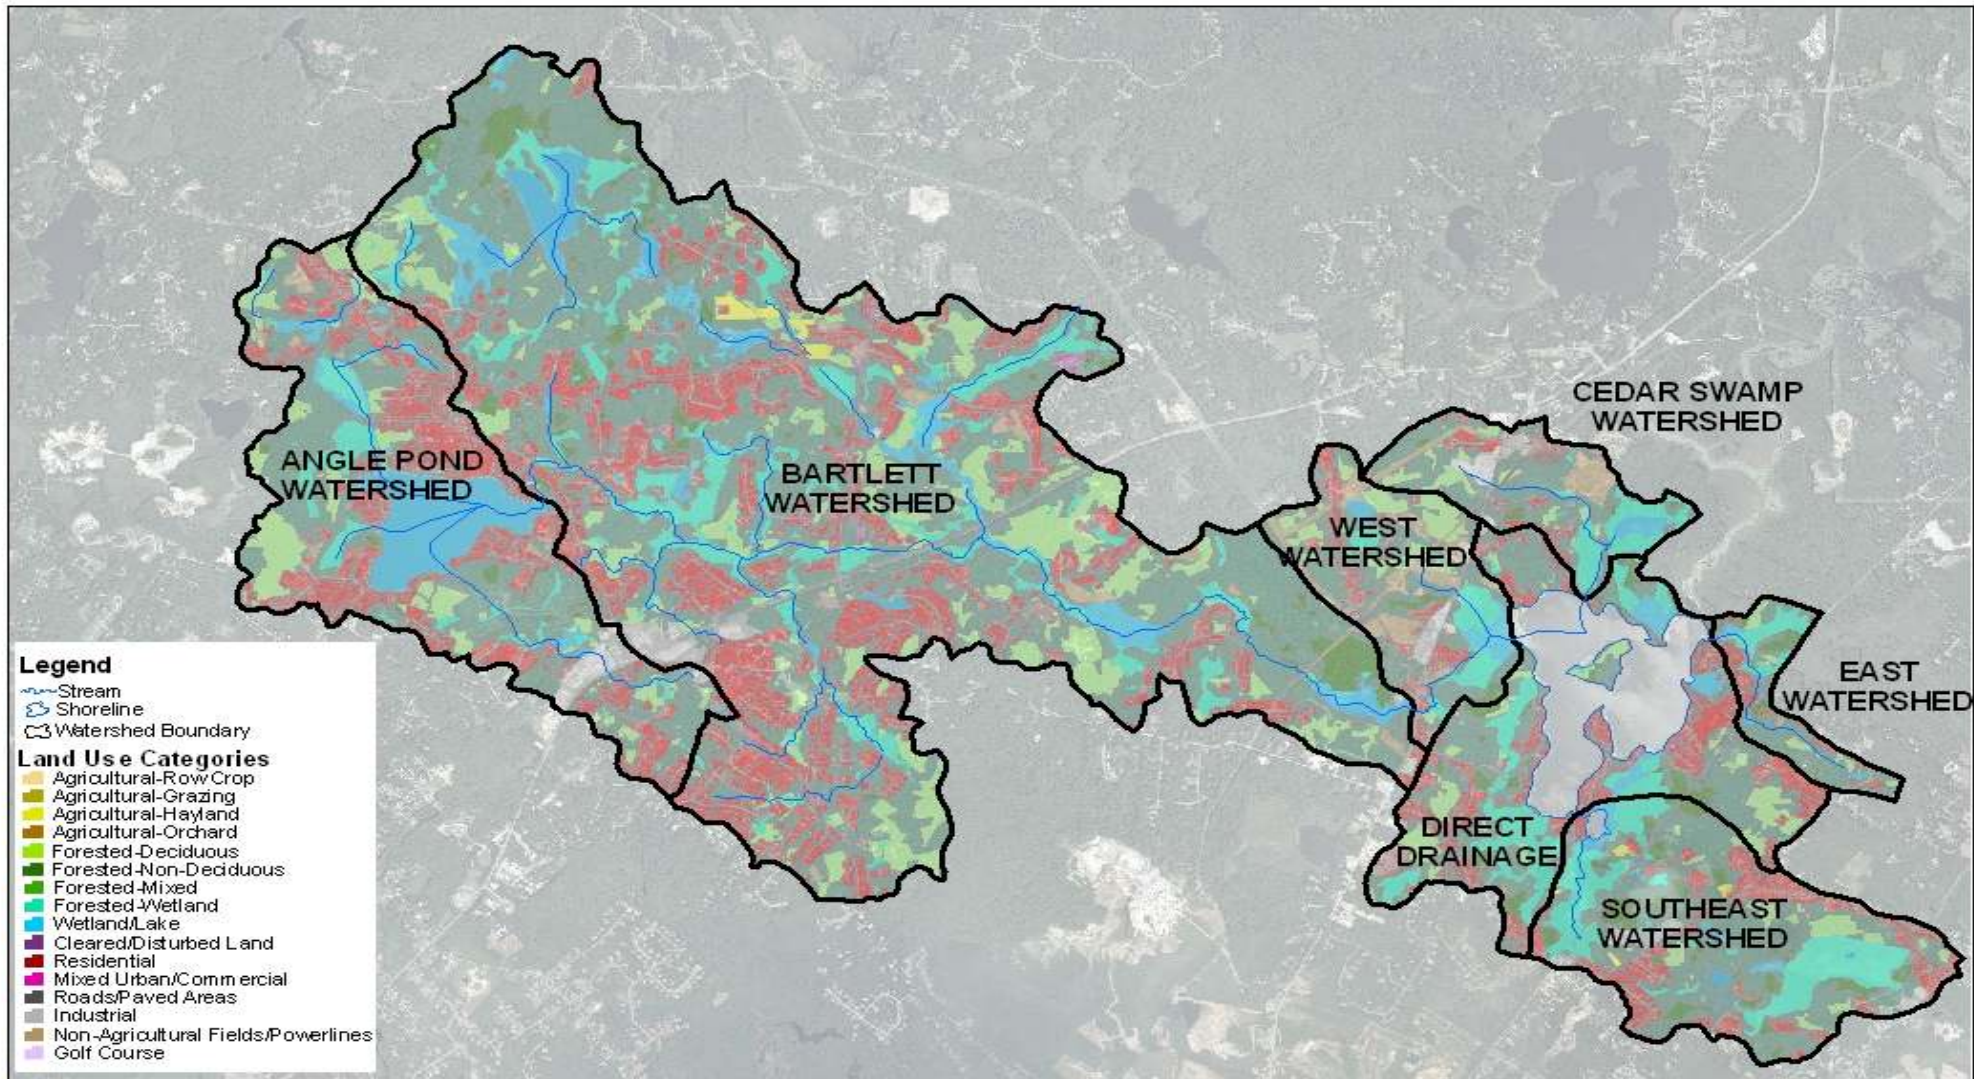 CEDAR SWAMP
WATERSHED
ANGLE POND
WATERSHED
BARTLETT
WATERSHED
WEST
WATERSHED
EAST
WATERSHED
DIRECT
DRAINAGE
SOUTHEAST
WATERSHED
Legend
Stream
Shoreline
Watershed Boundary
Land Use Categories
Agricultural-Row Crop
Agricultural-Grazing
Agricultural-Hayland
Agricultural-Orchard
Forested-Deciduous
Forested-Non-Deciduous
Forested-Mixed
Forested-Wetland
Wetland/Lake
Cleared/Disturbed Land
Residential
Mixed Urban/Commercial
Roads/Paved Areas
Industrial
Non-Agricultural Fields/Powerlines
Golf Course